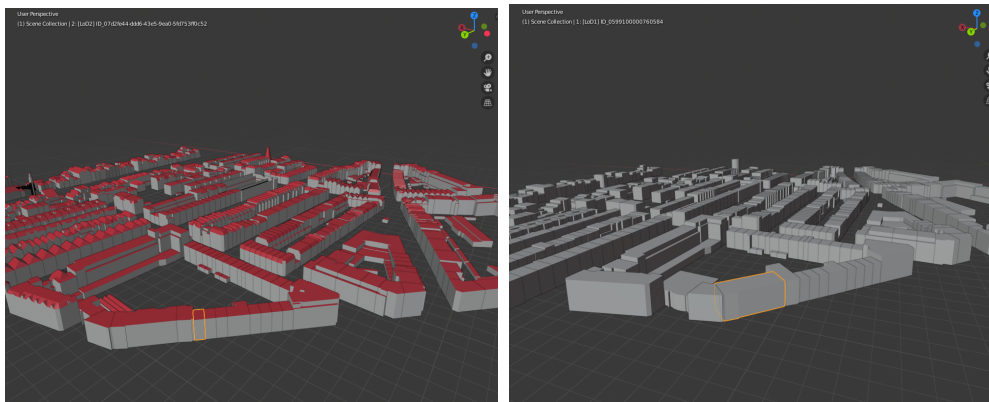 User Perspective
(1) Scene Collection | 2: [LoD2] ID_07d2fe44-ddd6-43e5-9ea0-5fd753ff0c52
Z
Y
User Perspective
(1) Scene Collection | 1: [LoD1] ID_0599100000760584
Z
X
Y